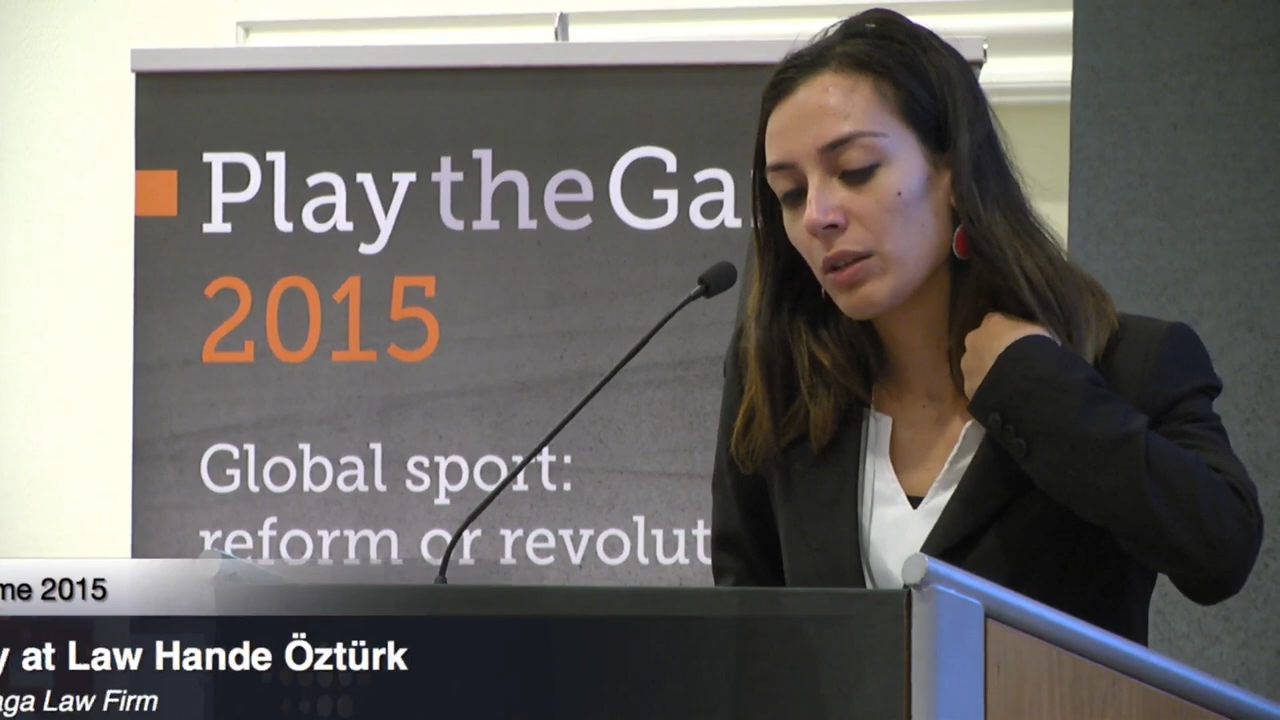 Play the Ga
2015
Global sport:
reform or revolut
me 2015
y at Law Hande Öztürk
aga Law Firm